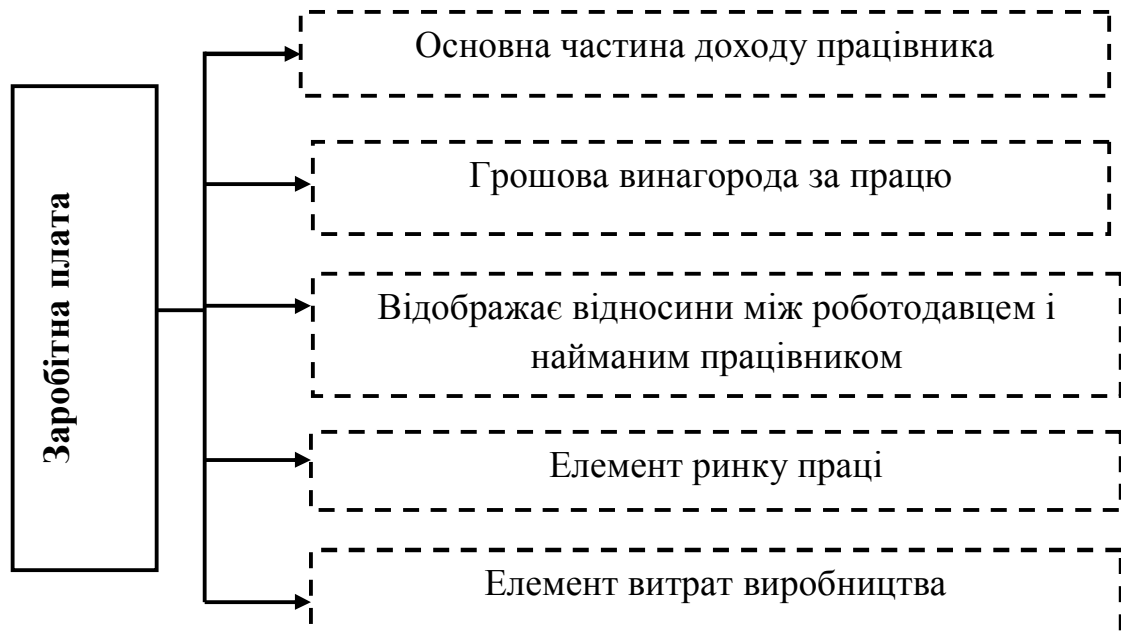 Заробітна плата
Основна частина доходу працівника
Грошова винагорода за працю
Відображає відносини між роботодавцем і
найманим працівником
Елемент ринку праці
Елемент витрат виробництва